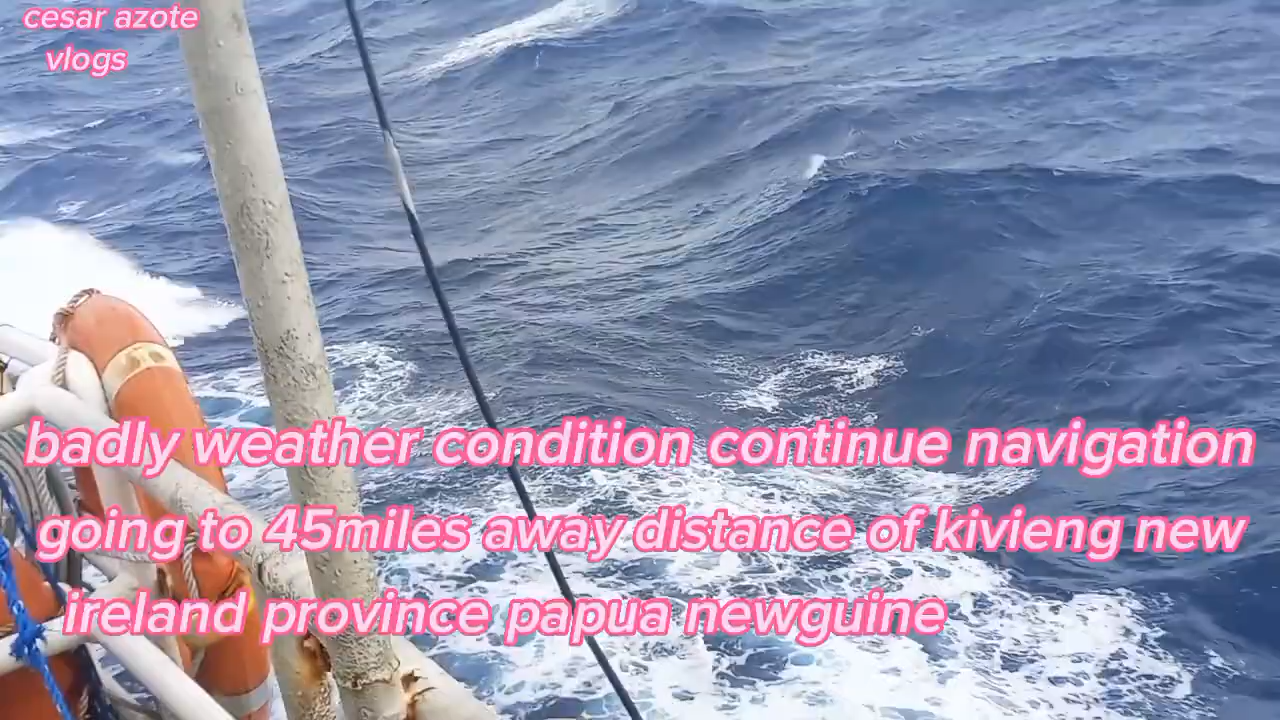 cesar azote
vlogs
badly weather condition continue navigation
going to 45miles away distance of kivieng new
ireland province papua newguine